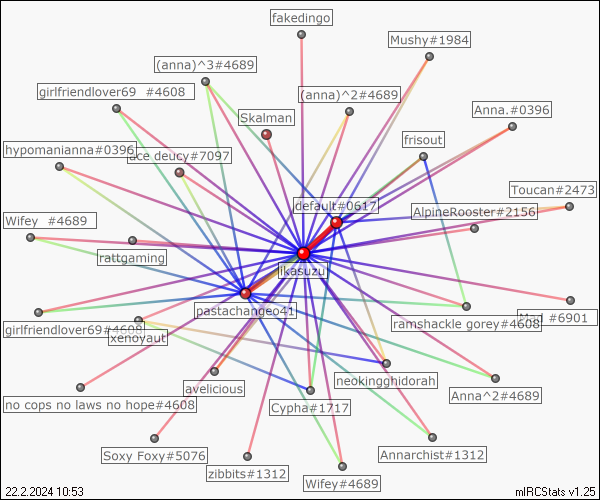 fakedingo
Mushy#1984
(anna)^3#4689
girlfriendlover69 #4608
(anna)^2#4689
Anna.#0396
Skalman
frisout
hypomanianna#0396
ace deucy#7097
Toucan#2473
default#0617
AlpineRooster#2156
Wifey #4689
rattgaming
ikasuzu
pastachangeo41
girlfriendlover69#4608
xenoyaut
ramshackle gorey#4608
#6901
neokingghidorah
avelicious
Anna^2#4689
no cops no laws no hope#4608
Cypha#1717
Soxy Foxy#5076
zibbits#1312
Annarchist#1312
Wifey#4689
22.2.2024 10:53
mIRCStats v1.25